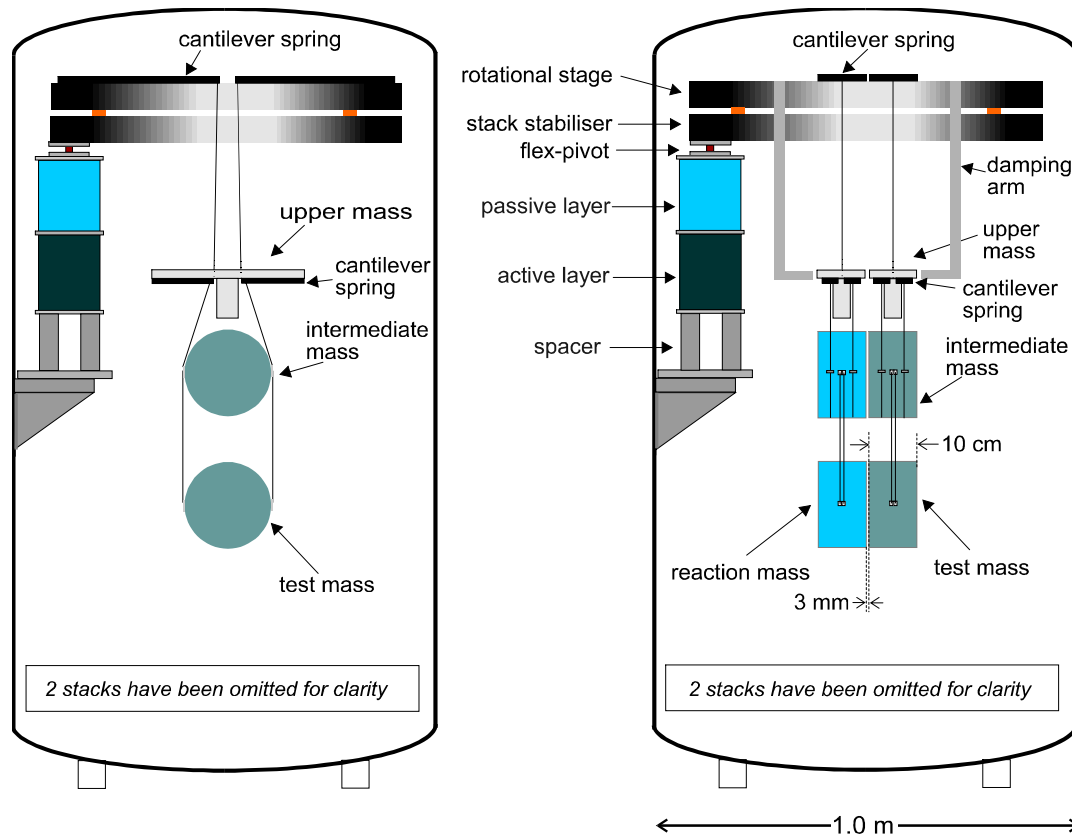 cantilever
spring
upper mass
cantilever
spring
intermediate
mass
test mass
2 stacks have been omitted for clarity
cantilever
spring
rotational stage
stack stabiliser
flex-pivot
passive layer
active layer
spacer
damping
arm
upper
mass
cantilever
spring
intermediate
mass
10 cm
reaction mass
test mass
3 mm
2 stacks have been omitted for clarity
1.0 m